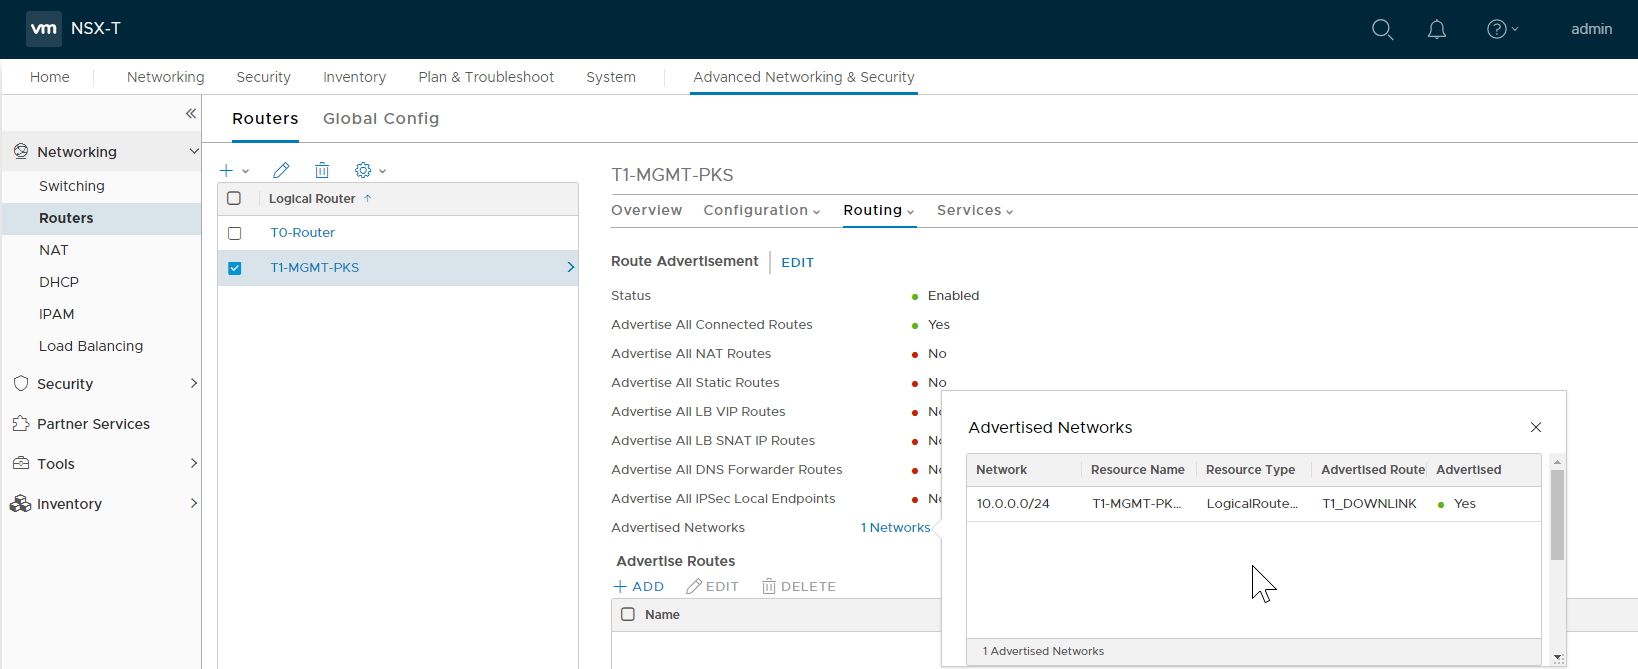 vm NSX-T admin
Home Networking Security Inventory Plan & Troubleshoot System Advanced Networking & Security
Routers Global Config
Networking
Switching
Routers
NAT
DHCP
IPAM
Load Balancing
Security
Partner Services
Tools
Inventory
Logical Router
T0-Router
T1-MGMT-PKS
T1-MGMT-PKS
Overview Configuration Routing Services
Route Advertisement EDIT
Status Enabled
Advertise All Connected Routes Yes
Advertise All NAT Routes No
Advertise All Static Routes No
Advertise All LB VIP Routes
Advertise All LB SNAT IP Routes
Advertise All DNS Forwarder Routes
Advertise All IPSec Local Endpoints
Advertised Networks 1 Networks
Advertise Routes
ADD EDIT DELETE
Name
Advertised Networks
Network Resource Name Resource Type Advertised Route Advertised
10.0.0.0/24 T1-MGMT-PK... LogicalRoute... T1_DOWNLINK Yes
1 Advertised Networks